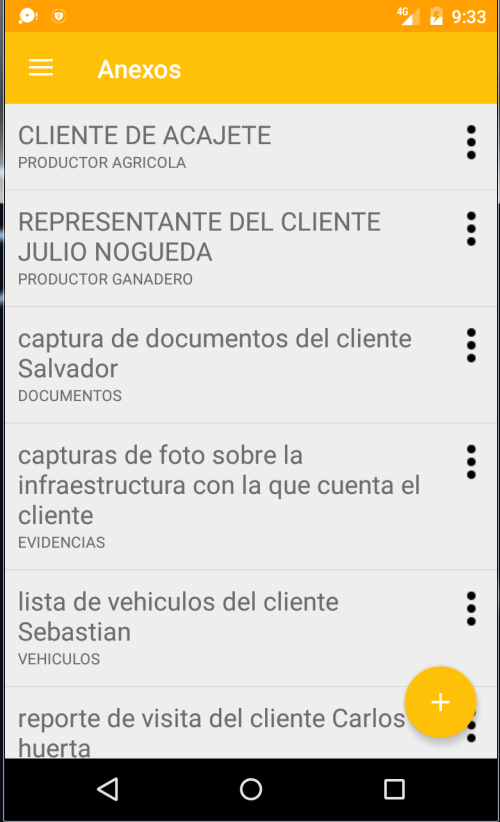 4G 9:33
Anexos
CLIENTE DE ACAJETE
PRODUCTOR AGRICOLA
REPRESENTANTE DEL CLIENTE
JULIO NOGUEDA
PRODUCTOR GANADERO
captura de documentos del cliente
Salvador
DOCUMENTOS
capturas de foto sobre la
infraestructura con la que cuenta el
cliente
EVIDENCIAS
lista de vehiculos del cliente
Sebastian
VEHICULOS
reporte de visita del cliente Carlos
huerta